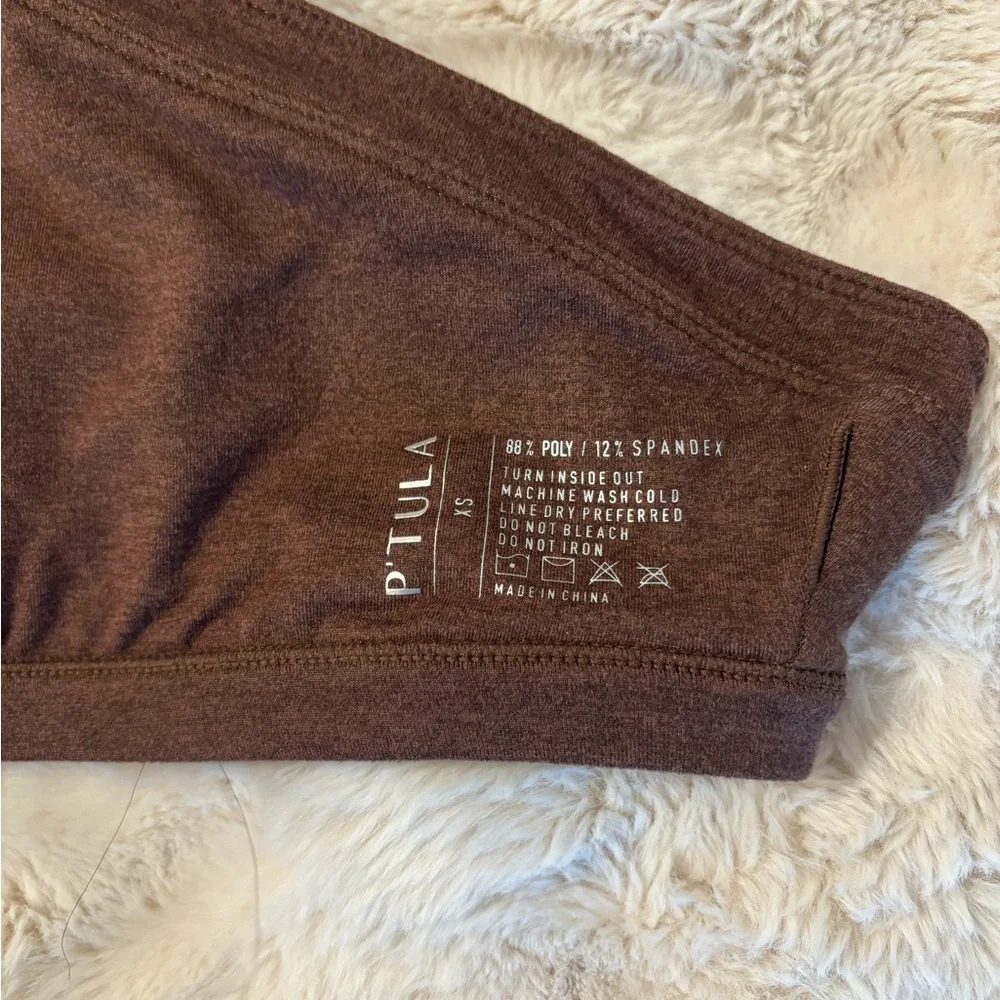 P'TULA
XS
88% POLY / 12% SPANDEX
TURN INSIDE OUT
MACHINE WASH COLD
LINE DRY PREFERRED
DO NOT BLEACH
DO NOT IRON
MADE IN CHINA